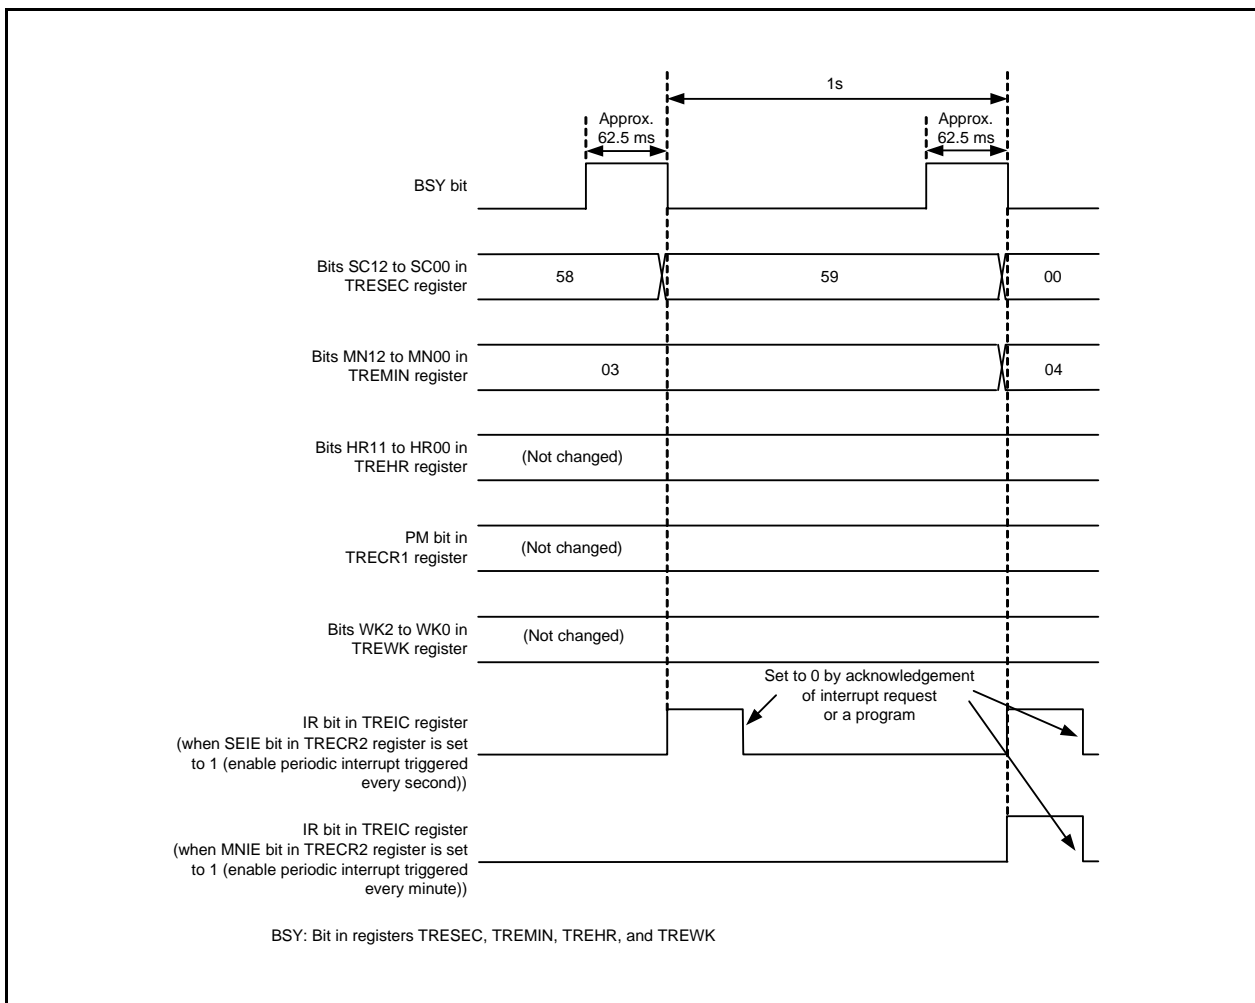 1s
Approx.
62.5 ms
Approx.
62.5 ms
BSY bit
Bits SC12 to SC00 in
TRESEC register
58
59
00
Bits MN12 to MN00 in
TREMIN register
03
04
Bits HR11 to HR00 in
TREHR register
(Not changed)
PM bit in
TRECR1 register
(Not changed)
Bits WK2 to WK0 in
TREWK register
(Not changed)
Set to 0 by acknowledgement
of interrupt request
or a program
IR bit in TREIC register
(when SEIE bit in TRECR2 register is set
to 1 (enable periodic interrupt triggered
every second))
IR bit in TREIC register
(when MNIE bit in TRECR2 register is set
to 1 (enable periodic interrupt triggered
every minute))
BSY: Bit in registers TRESEC, TREMIN, TREHR, and TREWK